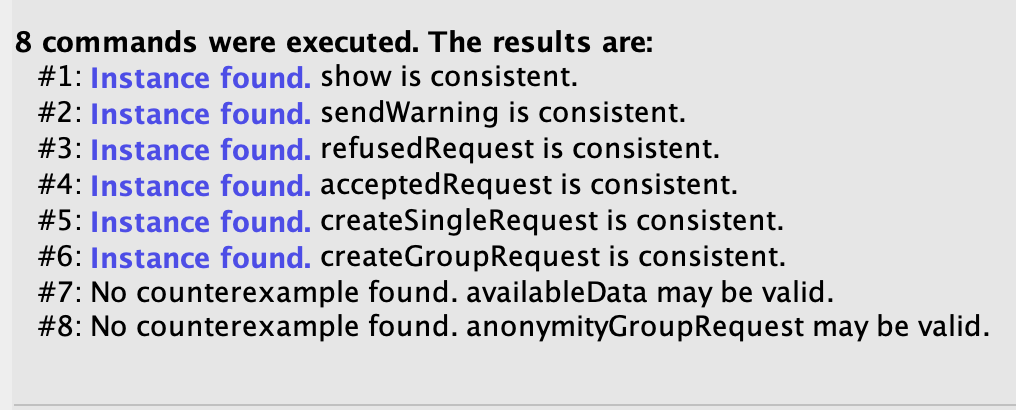 8 commands were executed. The results are:
#1: Instance found. show is consistent.
#2: Instance found. sendWarning is consistent.
#3: Instance found. refusedRequest is consistent.
#4: Instance found. acceptedRequest is consistent.
#5: Instance found. createSingleRequest is consistent.
#6: Instance found. createGroupRequest is consistent.
#7: No counterexample found. availableData may be valid.
#8: No counterexample found. anonymityGroupRequest may be valid.